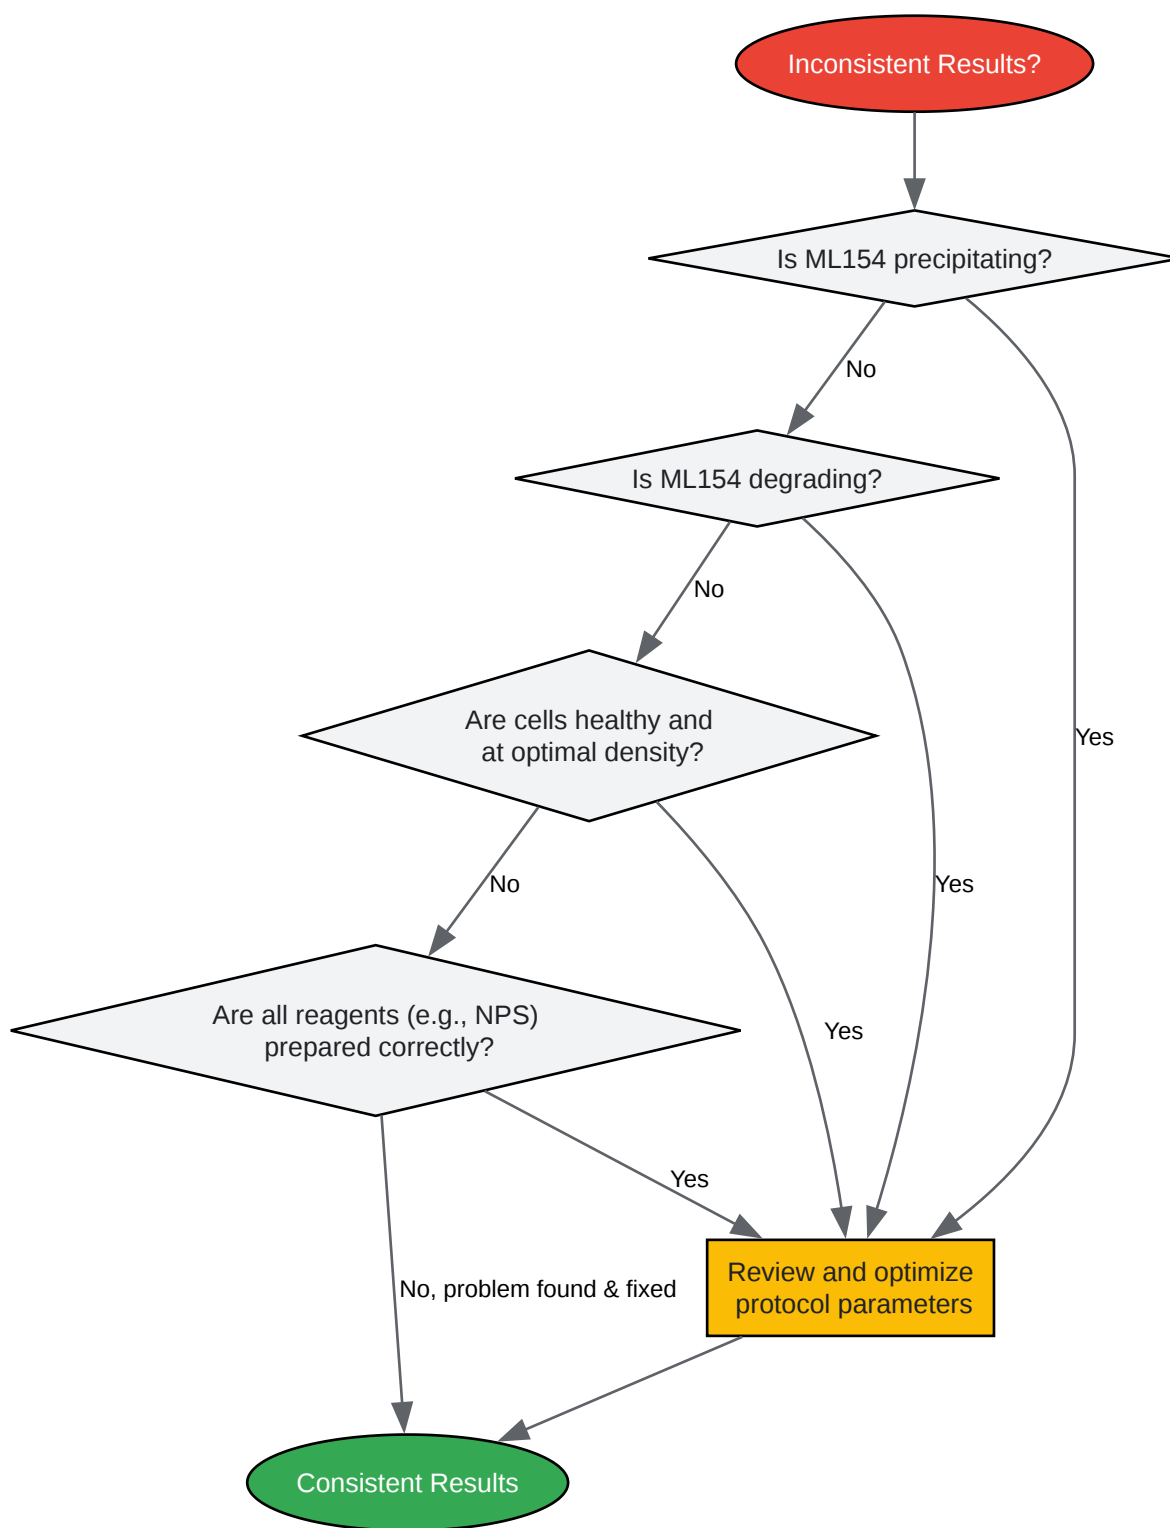 Inconsistent Results?
Is ML154 precipitating?
No
Is ML154 degrading?
No
Are cells healthy and
at optimal density?
Yes
No
Yes
Are all reagents (e.g., NPS)
prepared correctly?
Yes
Yes
No, problem found & fixed
Review and optimize
protocol parameters
Consistent Results